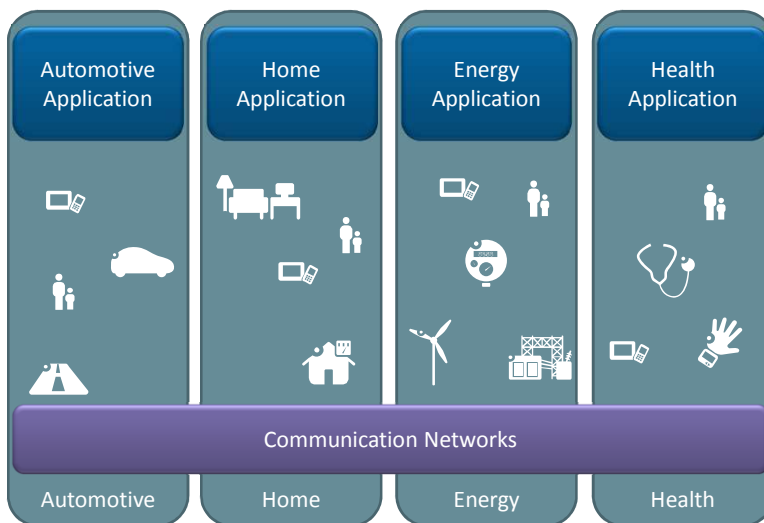 Automotive
Application
Home
Application
Energy
Application
Health
Application
Communication Networks
Automotive
Home
Energy
Health